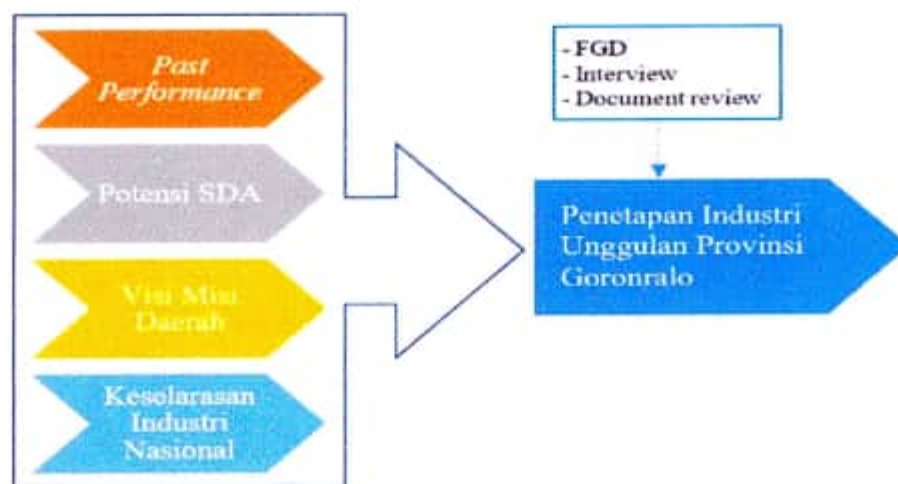 Past
Performance
Potensi SDA
Visi Misi
Daerah
Keselarasan
Industri
Nasional
- FGD
- Interview
- Document review
Penetapan Industri
Unggulan Provinsi
Goronralo